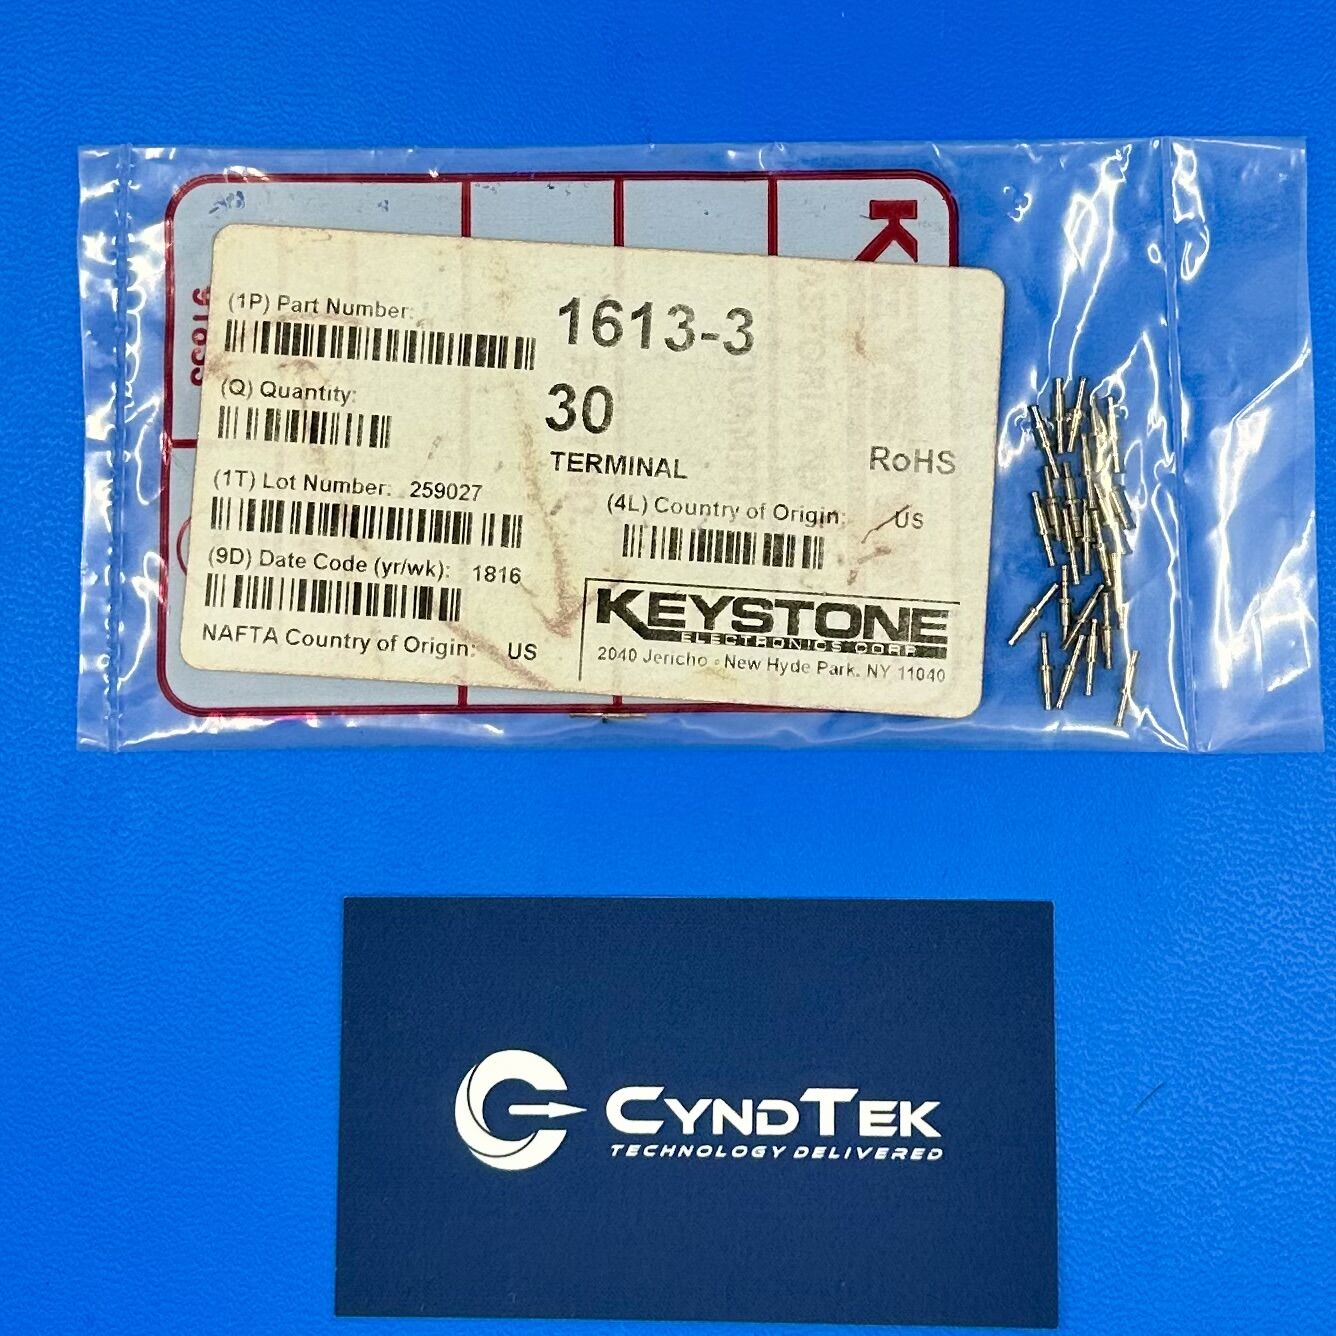 K
91833
(1P) Part Number:
1613-3
(Q) Quantity:
30
TERMINAL
RoHS
(1T) Lot Number: 259027
(4L) Country of Origin: US
(9D) Date Code (yr/wk): 1816
NAFTA Country of Origin: US
KEYSTONE
ELECTRONICS CORP.
2040 Jericho • New Hyde Park, NY 11040
CYNDTEK
TECHNOLOGY DELIVERED